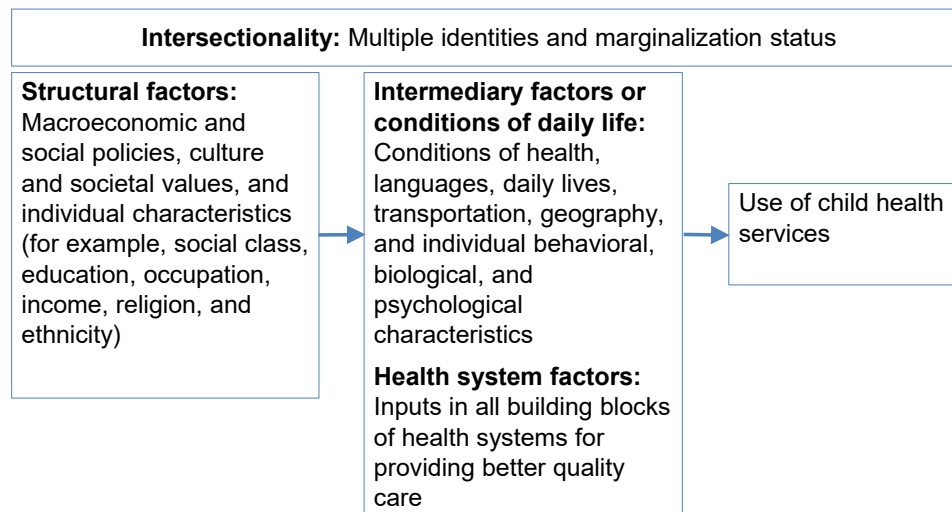 Intersectionality: Multiple identities and marginalization status
Structural factors:
Macroeconomic and
social policies, culture
and societal values, and
individual characteristics
(for example, social class,
education, occupation,
income, religion, and
ethnicity)
Intermediary factors or
conditions of daily life:
Conditions of health,
languages, daily lives,
transportation, geography,
and individual behavioral,
biological, and
psychological
characteristics
Health system factors:
Inputs in all building blocks
of health systems for
providing better quality
care
Use of child health
services